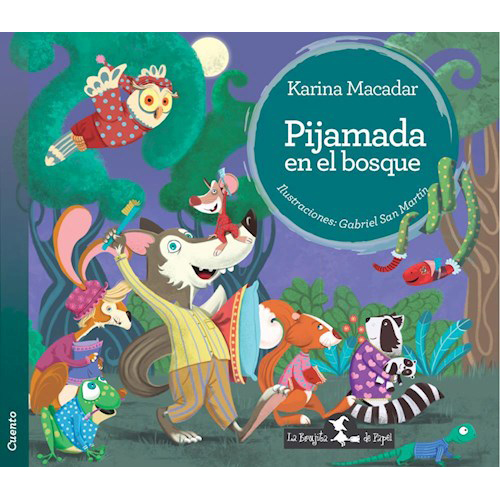 Karina Macadar
Pijamada
en el bosque
Ilustraciones: Gabriel San Martín
La Brujita de Papel
Cuento